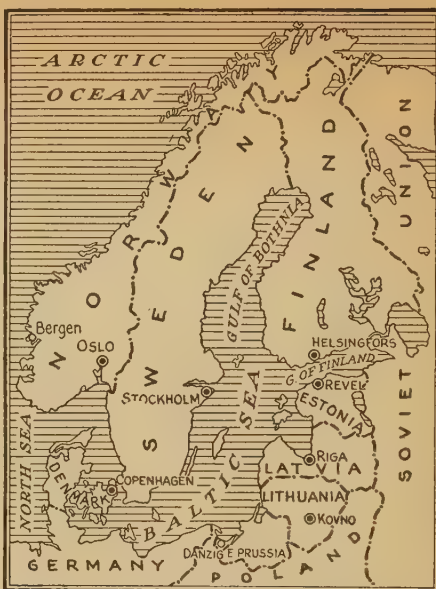 ARCTIC
OCEAN
NORWAY
SWEDEN
FINLAND
SOVIET UNION
GULF OF BOTHNIA
Bergen
OSLO
HELSINGFORS
G. OF FINLAND
REVEL
STOCKHOLM
ESTONIA
NORTH SEA
BALTIC SEA
RIGA
LATVIA
DENMARK
COPENHAGEN
LITHUANIA
KOVNO
DANZIG
E PRUSSIA
GERMANY
POLAND